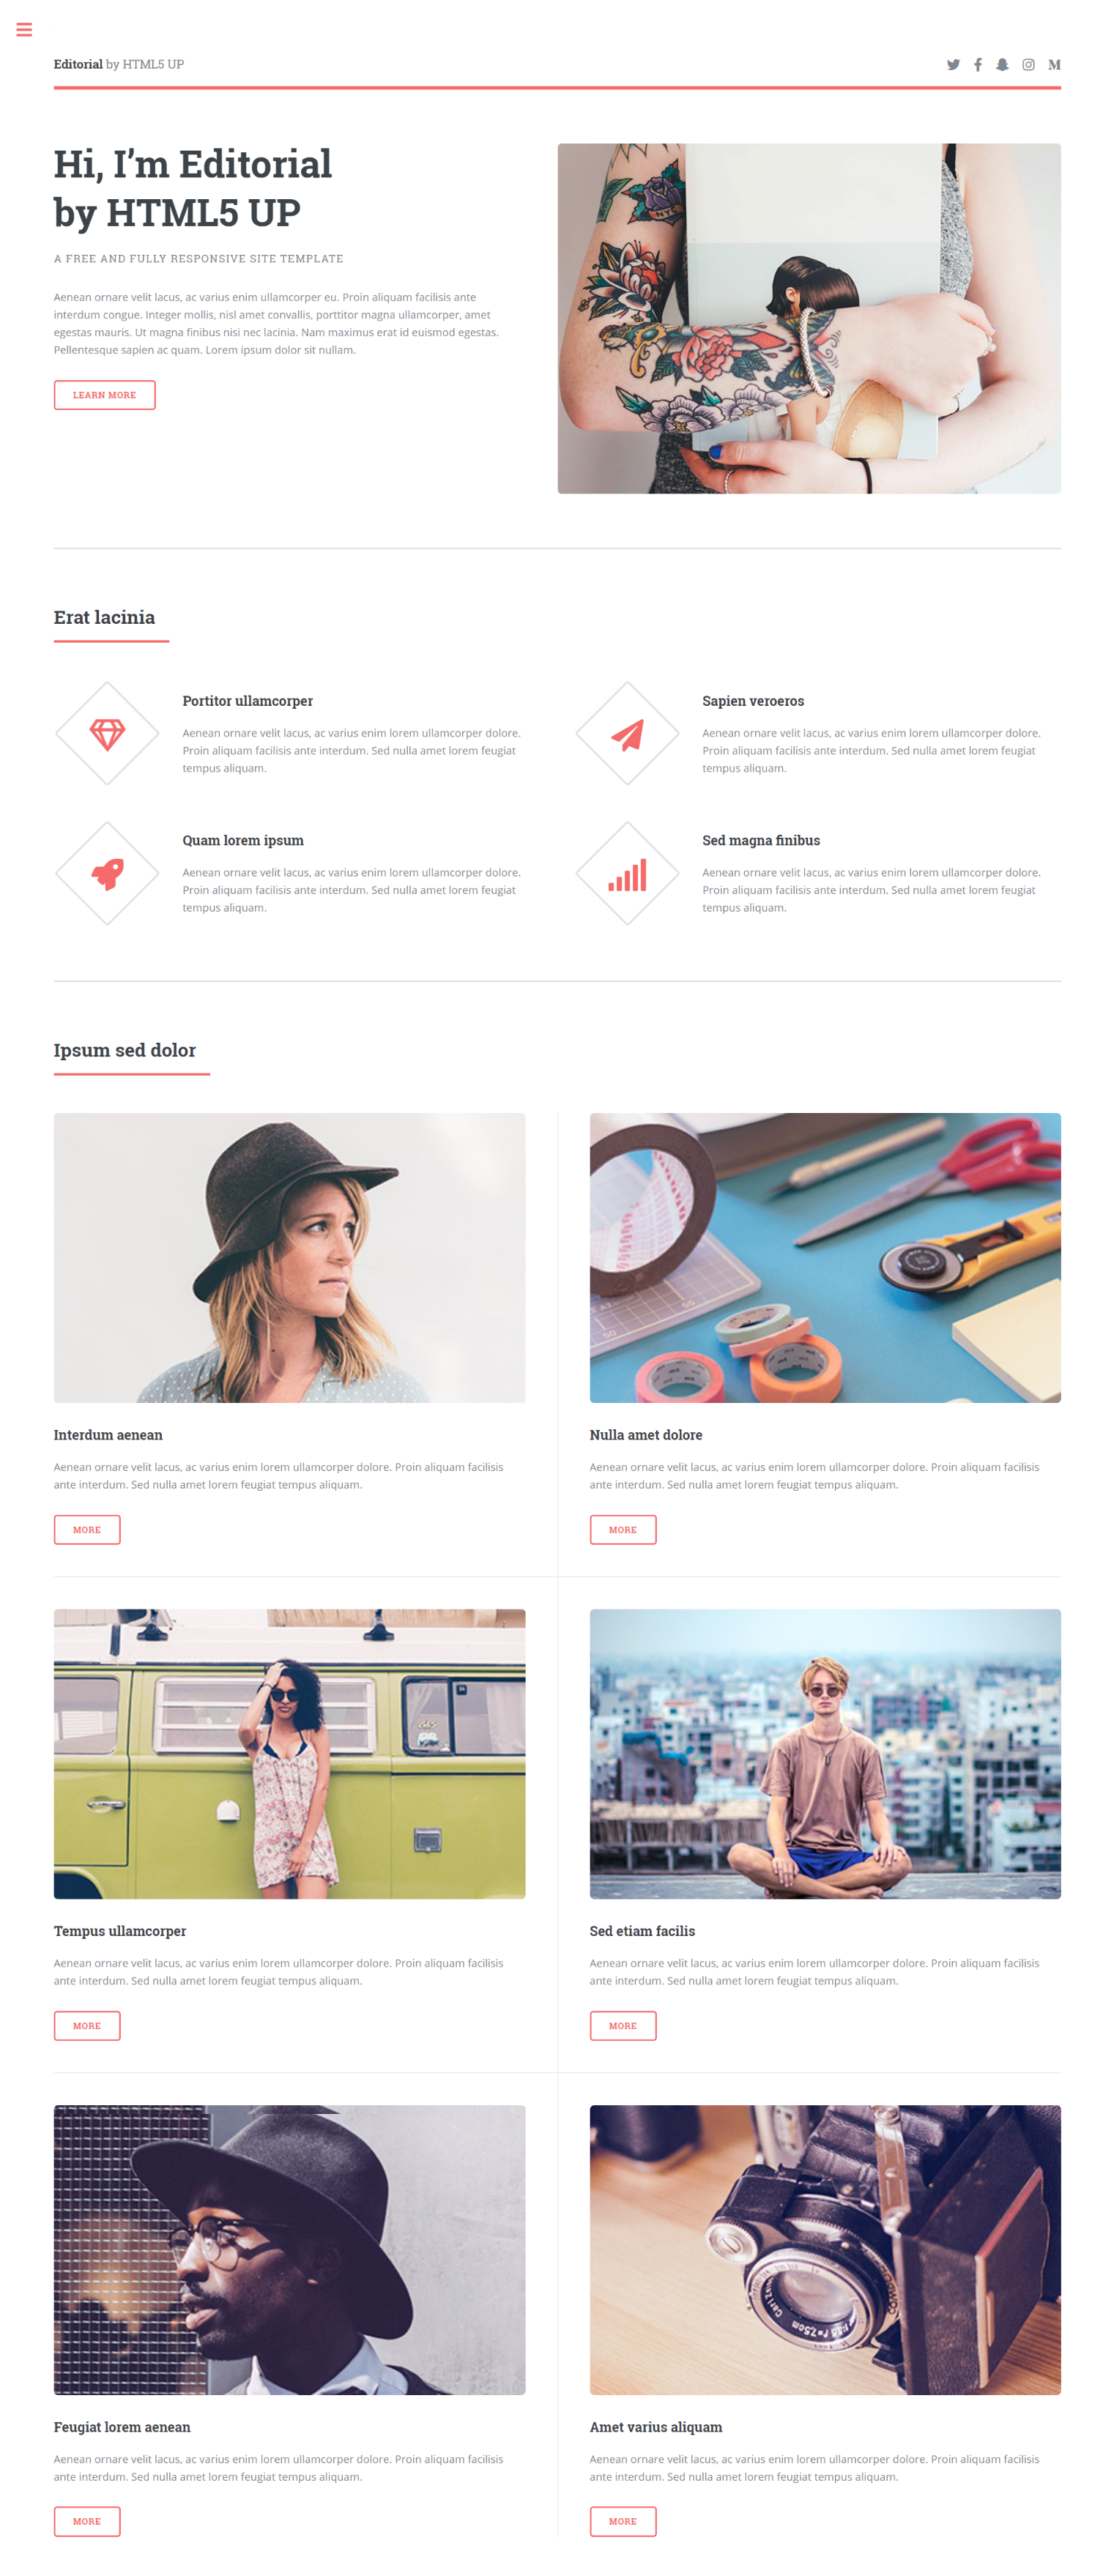 Editorial by HTML5 UP
Hi, I'm Editorial
by HTML5 UP
A FREE AND FULLY RESPONSIVE SITE TEMPLATE
Aenean ornare velit lacus, ac varius enim ullamcorper eu. Proin aliquam facilisis ante
interdum congue. Integer mollis, nisl amet convallis, porttitor magna ullamcorper, amet
egestas mauris. Ut magna finibus nisi nec lacinia. Nam maximus erat id euismod egestas.
Pellentesque sapien ac quam. Lorem ipsum dolor sit nullam.
LEARN MORE
Erat lacinia
Portitor ullamcorper
Aenean ornare velit lacus, ac varius enim lorem ullamcorper dolore.
Proin aliquam facilisis ante interdum. Sed nulla amet lorem feugiat
tempus aliquam.
Sapien veroeros
Aenean ornare velit lacus, ac varius enim lorem ullamcorper dolore.
Proin aliquam facilisis ante interdum. Sed nulla amet lorem feugiat
tempus aliquam.
Quam lorem ipsum
Aenean ornare velit lacus, ac varius enim lorem ullamcorper dolore.
Proin aliquam facilisis ante interdum. Sed nulla amet lorem feugiat
tempus aliquam.
Sed magna finibus
Aenean ornare velit lacus, ac varius enim lorem ullamcorper dolore.
Proin aliquam facilisis ante interdum. Sed nulla amet lorem feugiat
tempus aliquam.
Ipsum sed dolor
Interdum aenean
Aenean ornare velit lacus, ac varius enim lorem ullamcorper dolore. Proin aliquam facilisis
ante interdum. Sed nulla amet lorem feugiat tempus aliquam.
MORE
Nulla amet dolore
Aenean ornare velit lacus, ac varius enim lorem ullamcorper dolore. Proin aliquam facilisis
ante interdum. Sed nulla amet lorem feugiat tempus aliquam.
MORE
Tempus ullamcorper
Aenean ornare velit lacus, ac varius enim lorem ullamcorper dolore. Proin aliquam facilisis
ante interdum. Sed nulla amet lorem feugiat tempus aliquam.
MORE
Sed etiam facilis
Aenean ornare velit lacus, ac varius enim lorem ullamcorper dolore. Proin aliquam facilisis
ante interdum. Sed nulla amet lorem feugiat tempus aliquam.
MORE
Feugiat lorem aenean
Aenean ornare velit lacus, ac varius enim lorem ullamcorper dolore. Proin aliquam facilisis
ante interdum. Sed nulla amet lorem feugiat tempus aliquam.
MORE
Amet varius aliquam
Aenean ornare velit lacus, ac varius enim lorem ullamcorper dolore. Proin aliquam facilisis
ante interdum. Sed nulla amet lorem feugiat tempus aliquam.
MORE